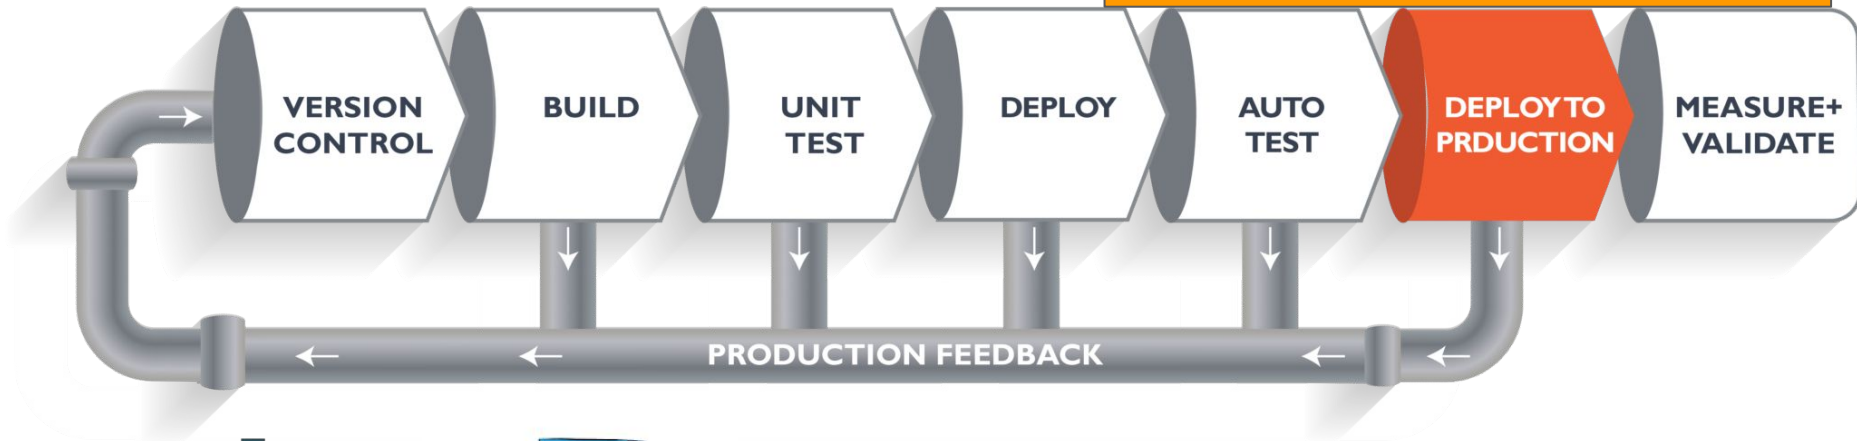 VERSION
CONTROL
BUILD
UNIT
TEST
DEPLOY
AUTO
TEST
DEPLOY TO
PRDUCTION
MEASURE+
VALIDATE
PRODUCTION FEEDBACK